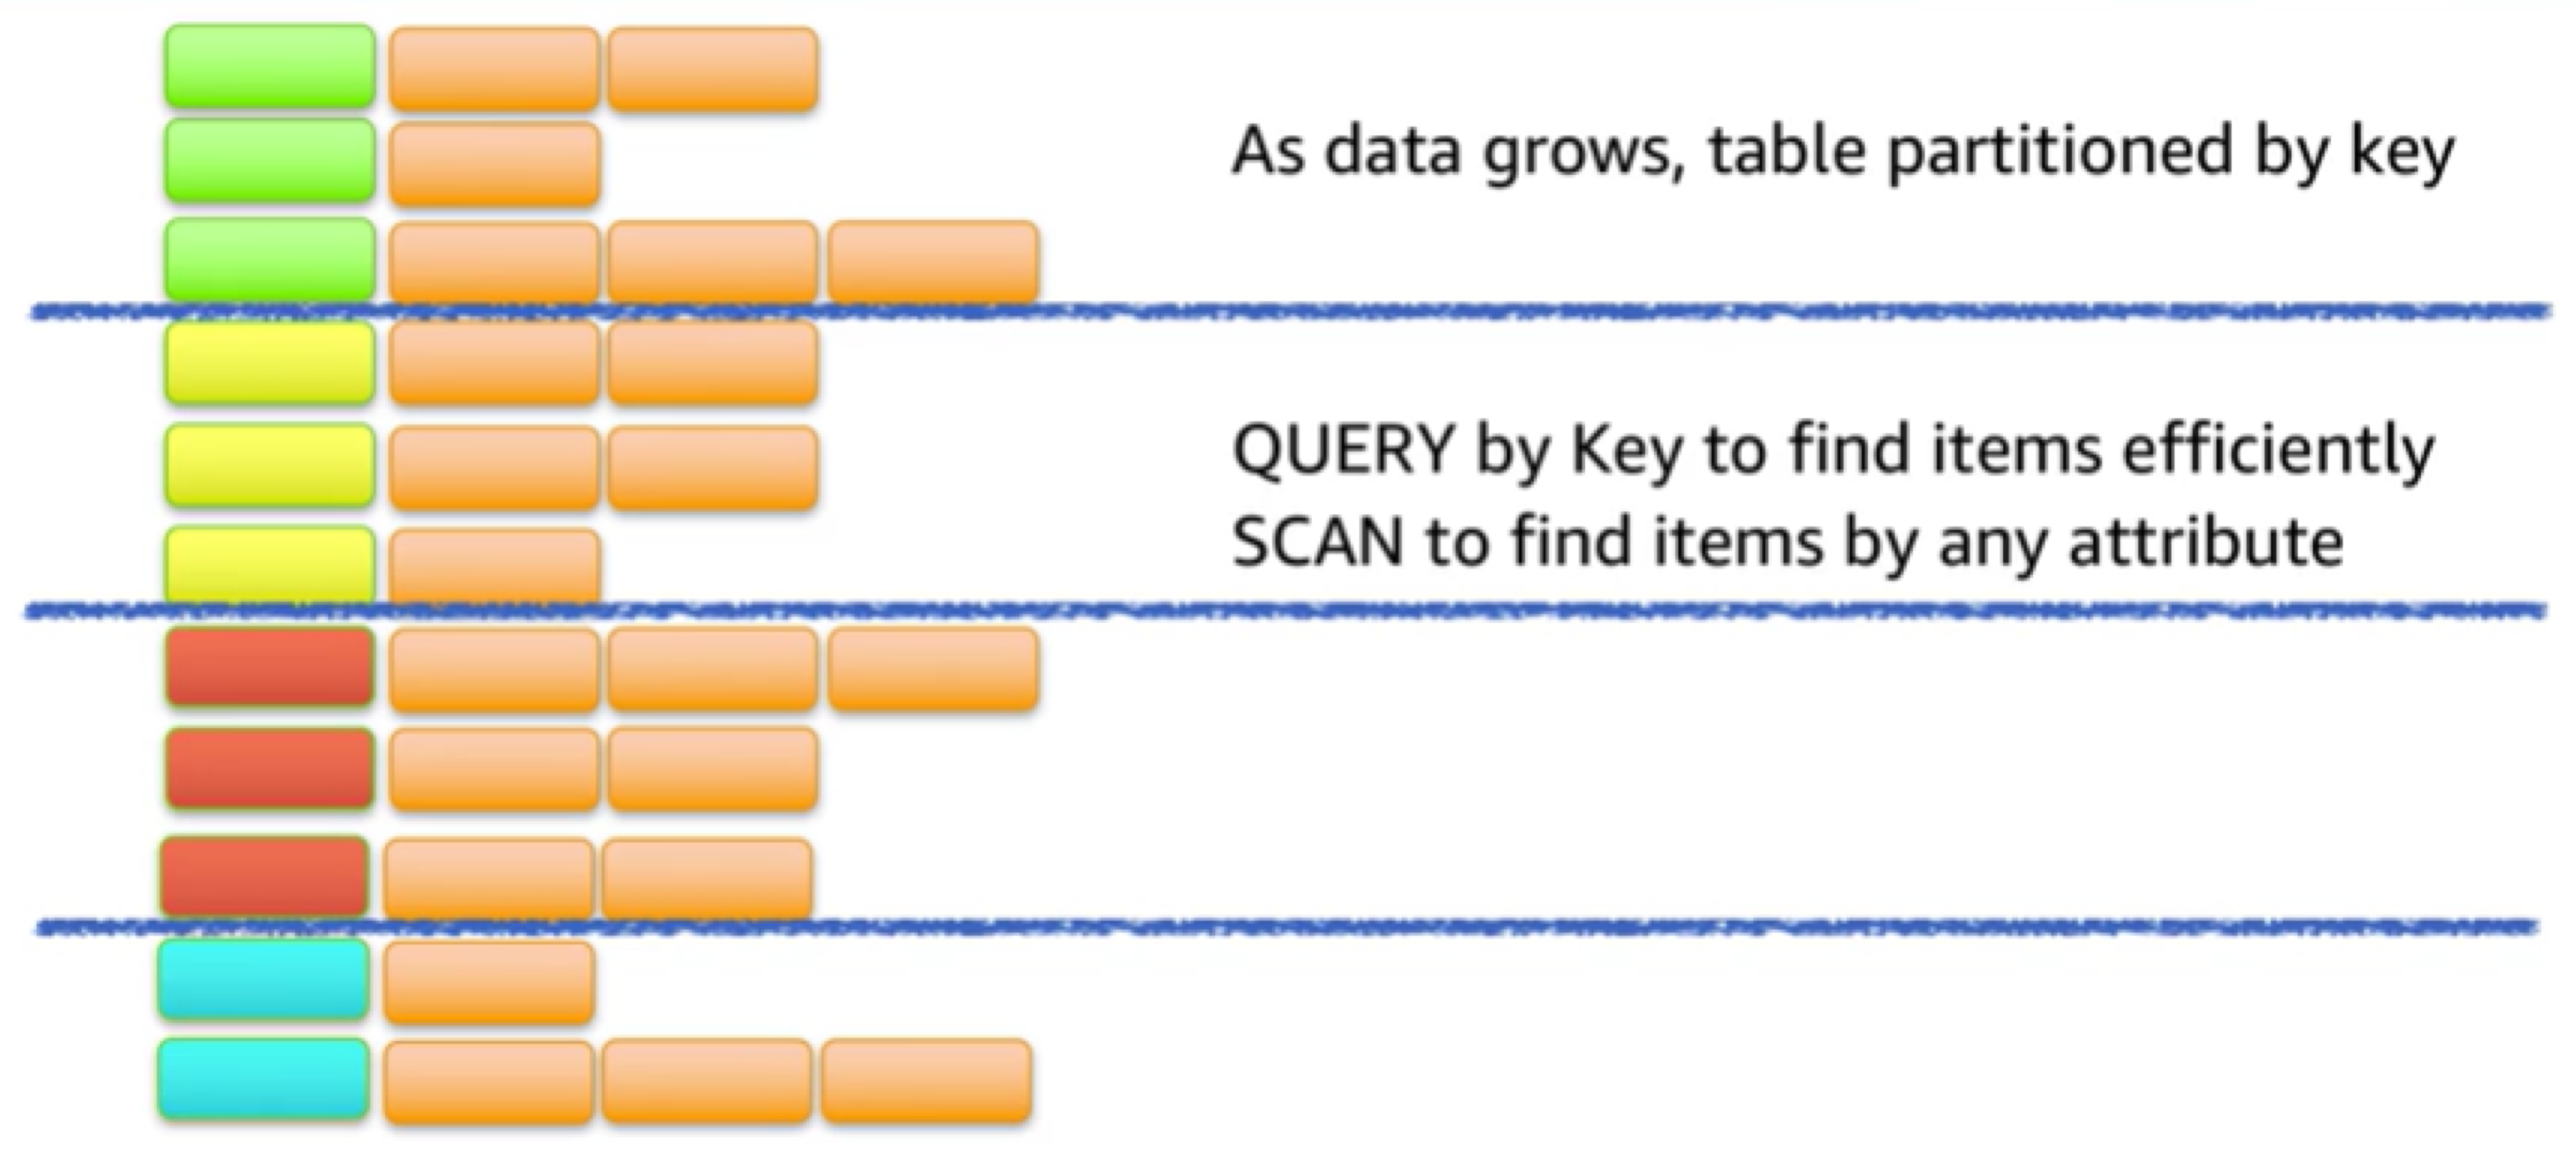 As data grows, table partitioned by key
QUERY by Key to find items efficiently
SCAN to find items by any attribute